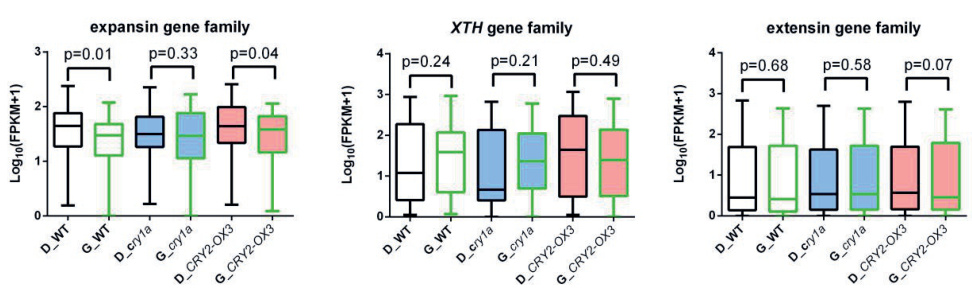 expansin gene family
p=0.01 p=0.33 p=0.04
Log10(FPKM+1)
3
2
1
0
D_WT
G_WT
D_cry1a
G_cry1a
D_CRY2-OX3
G_CRY2-OX3
XTH gene family
p=0.24 p=0.21 p=0.49
Log10(FPKM+1)
4
3
2
1
0
D_WT
G_WT
D_cry1a
G_cry1a
D_CRY2-OX3
G_CRY2-OX3
extensin gene family
p=0.68 p=0.58 p=0.07
Log10(FPKM+1)
4
3
2
1
0
D_WT
G_WT
D_cry1a
G_cry1a
D_CRY2-OX3
G_CRY2-OX3